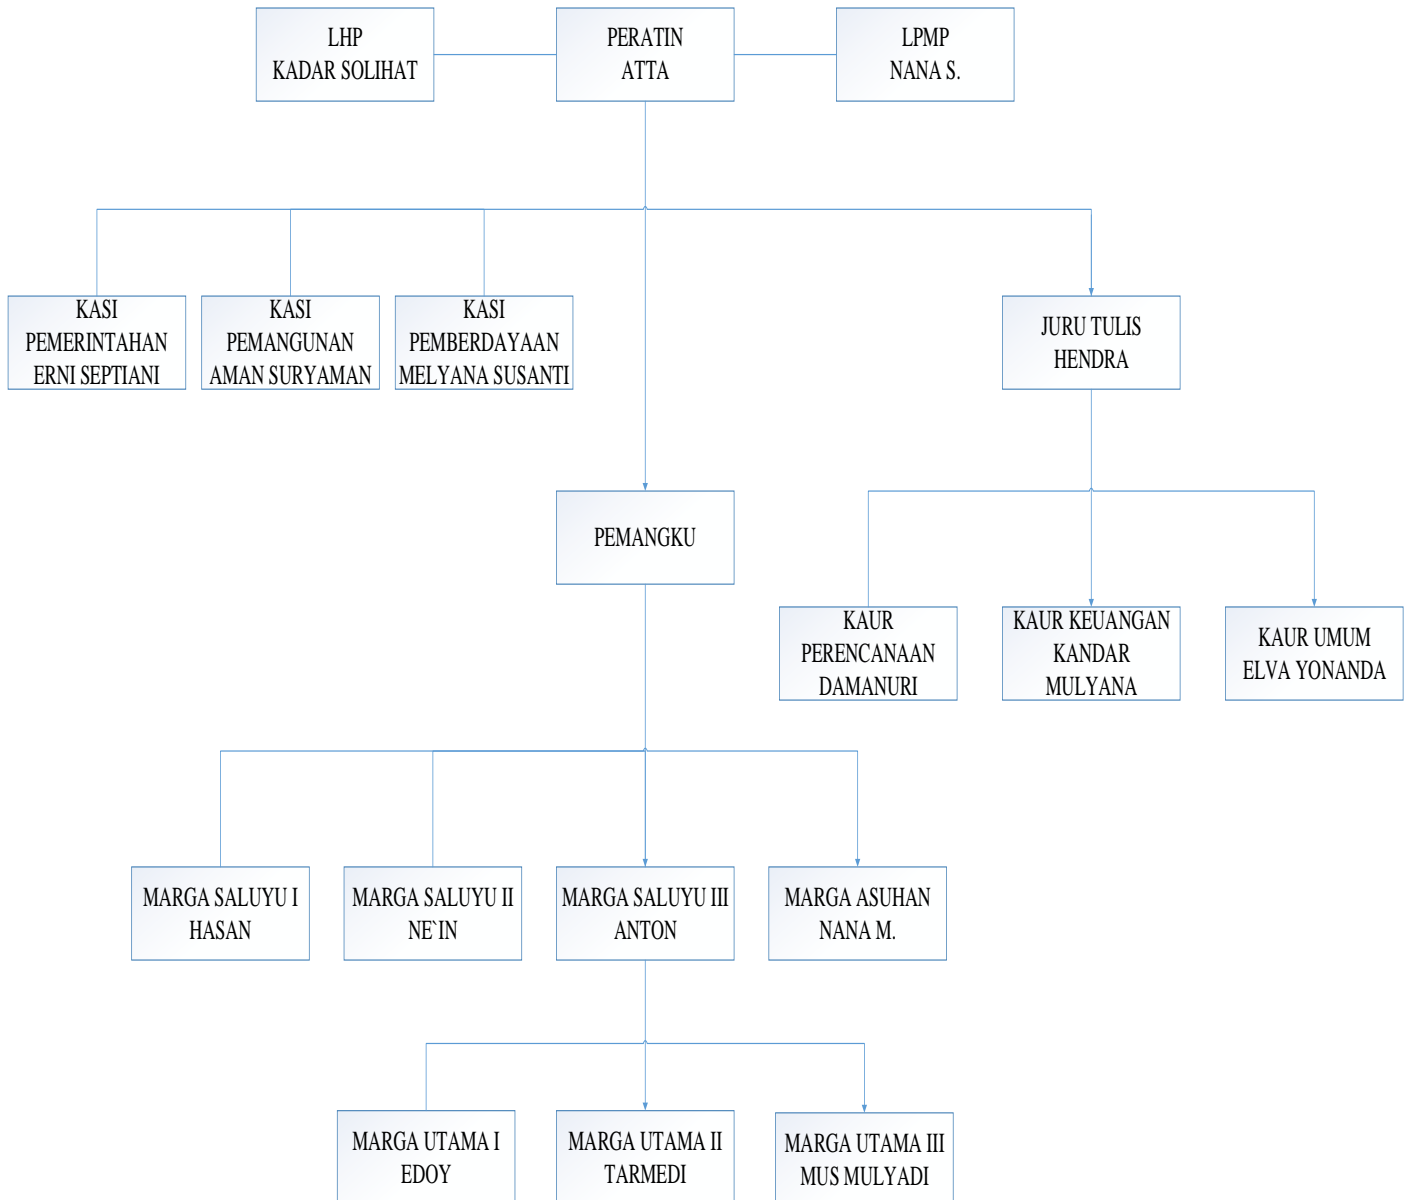 LHP
KADAR SOLIHAT
PERATIN
ATTA
LPMP
NANA S.
KASI
PEMERINTAHAN
ERNI SEPTIANI
KASI
PEMANGUNAN
AMAN SURYAMAN
KASI
PEMBERDAYAAN
MELYANA SUSANTI
JURU TULIS
HENDRA
PEMANGKU
KAUR
PERENCANAAN
DAMANURI
KAUR KEUANGAN
KANDAR
MULYANA
KAUR UMUM
ELVA YONANDA
MARGA SALUYU I
HASAN
MARGA SALUYU II
NE`IN
MARGA SALUYU III
ANTON
MARGA ASUHAN
NANA M.
MARGA UTAMA I
EDOY
MARGA UTAMA II
TARMEDI
MARGA UTAMA III
MUS MULYADI